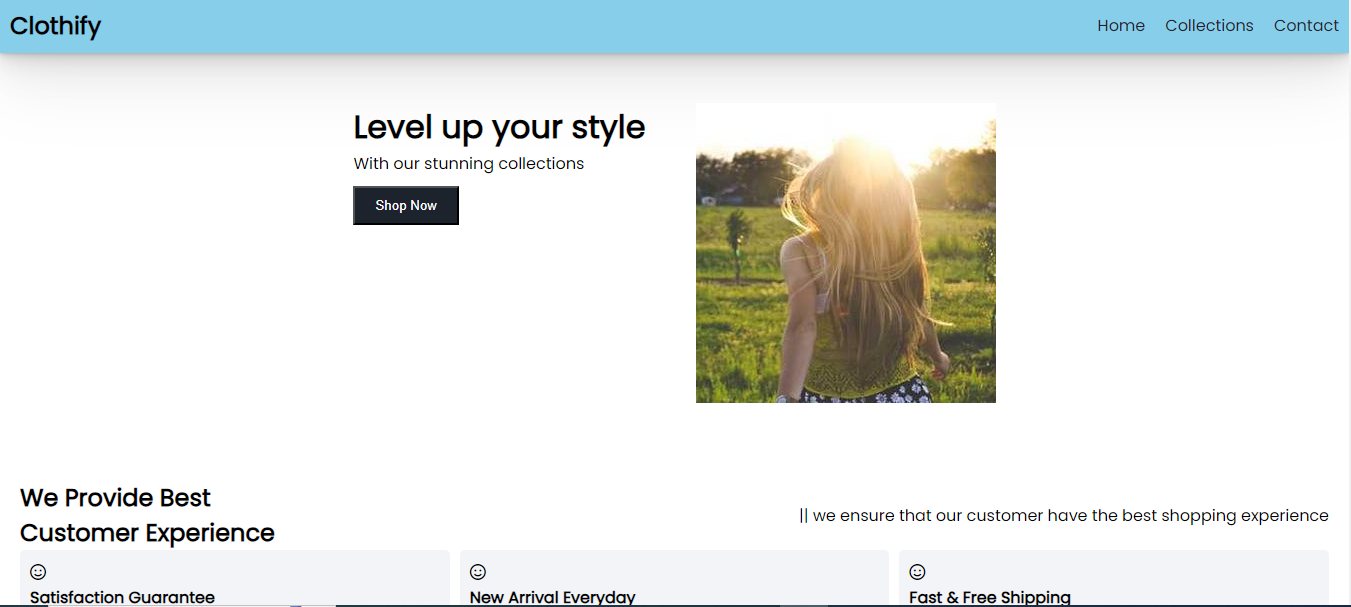 Clothify
Home Collections Contact
Level up your style
With our stunning collections
Shop Now
We Provide Best
Customer Experience
|| we ensure that our customer have the best shopping experience
Satisfaction Guarantee
New Arrival Everyday
Fast & Free Shipping